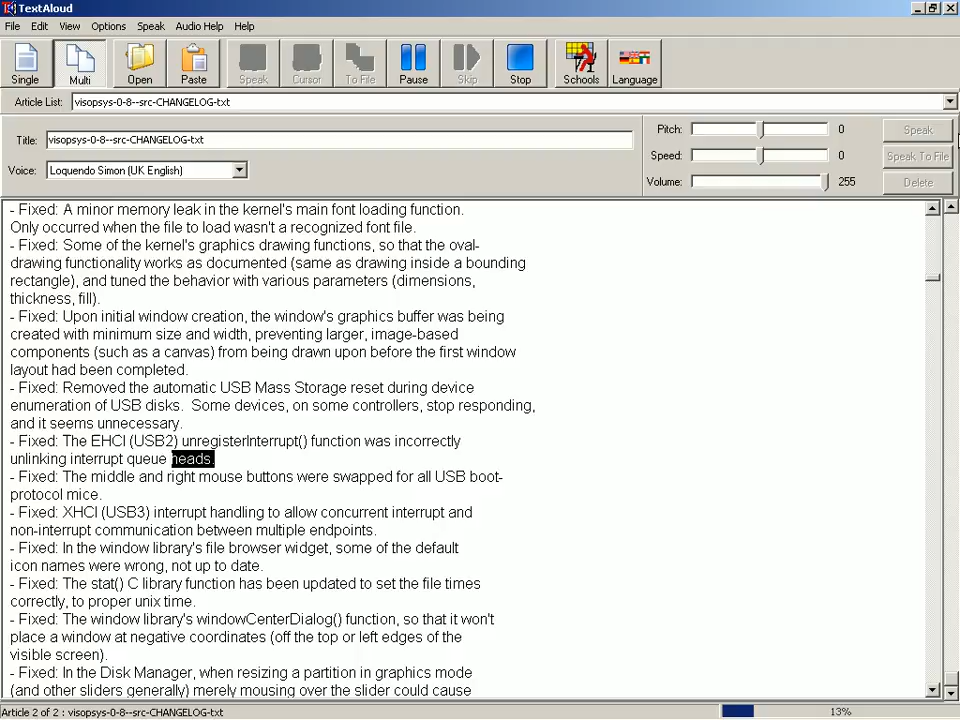 TextAloud
File Edit View Options Speak Audio Help Help
Single Multi Open Paste Speak Cursor To File Pause Skip Stop Schools Language
Article List: visopsys-0-8--src-CHANGELOG-txt
Title: visopsys-0-8--src-CHANGELOG-txt
Voice: Loquendo Simon (UK English)
Pitch: 0 Speak
Speed: 0 Speak To File
Volume: 255 Delete
- Fixed: A minor memory leak in the kernel's main font loading function.
Only occurred when the file to load wasn't a recognized font file.
- Fixed: Some of the kernel's graphics drawing functions, so that the oval-
drawing functionality works as documented (same as drawing inside a bounding
rectangle), and tuned the behavior with various parameters (dimensions,
thickness, fill).
- Fixed: Upon initial window creation, the window's graphics buffer was being
created with minimum size and width, preventing larger, image-based
components (such as a canvas) from being drawn upon before the first window
layout had been completed.
- Fixed: Removed the automatic USB Mass Storage reset during device
enumeration of USB disks.  Some devices, on some controllers, stop responding,
and it seems unnecessary.
- Fixed: The EHCI (USB2) unregisterInterrupt() function was incorrectly
unlinking interrupt queue heads.
- Fixed: The middle and right mouse buttons were swapped for all USB boot-
protocol mice.
- Fixed: XHCI (USB3) interrupt handling to allow concurrent interrupt and
non-interrupt communication between multiple endpoints.
- Fixed: In the window library's file browser widget, some of the default
icon names were wrong, not up to date.
- Fixed: The stat() C library function has been updated to set the file times
correctly, to proper unix time.
- Fixed: The window library's windowCenterDialog() function, so that it won't
place a window at negative coordinates (off the top or left edges of the
visible screen).
- Fixed: In the Disk Manager, when resizing a partition in graphics mode
(and other sliders generally) merely mousing over the slider could cause
Article 2 of 2 : visopsys-0-8--src-CHANGELOG-txt 13%